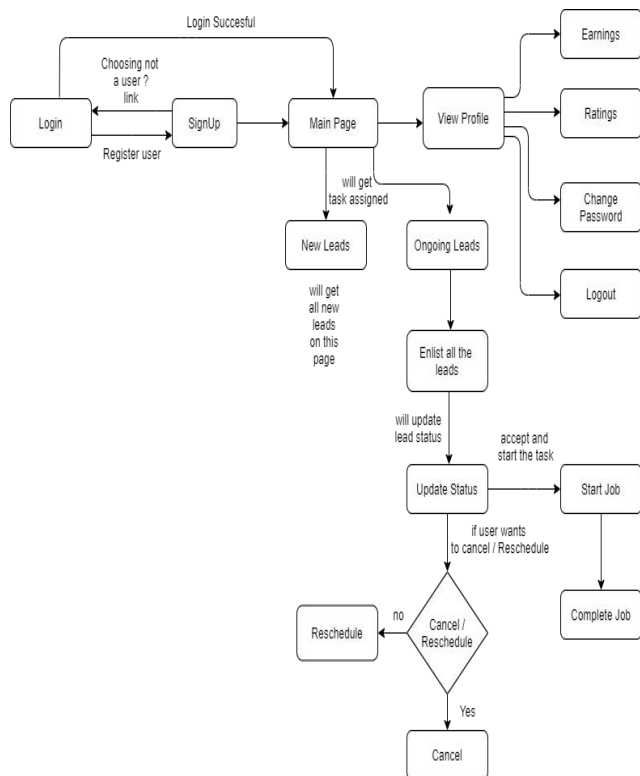 Login Succesful
Earnings
Choosing not
a user ?
link
Login
SignUp
Main Page
View Profile
Ratings
Register user
will get
task assigned
Change
Password
New Leads
Ongoing Leads
Logout
will get
all new
leads
on this
page
Enlist all the
leads
will update
lead status
accept and
start the task
Update Status
Start Job
if user wants
to cancel / Reschedule
Reschedule
no
Cancel /
Reschedule
Complete Job
Yes
Cancel